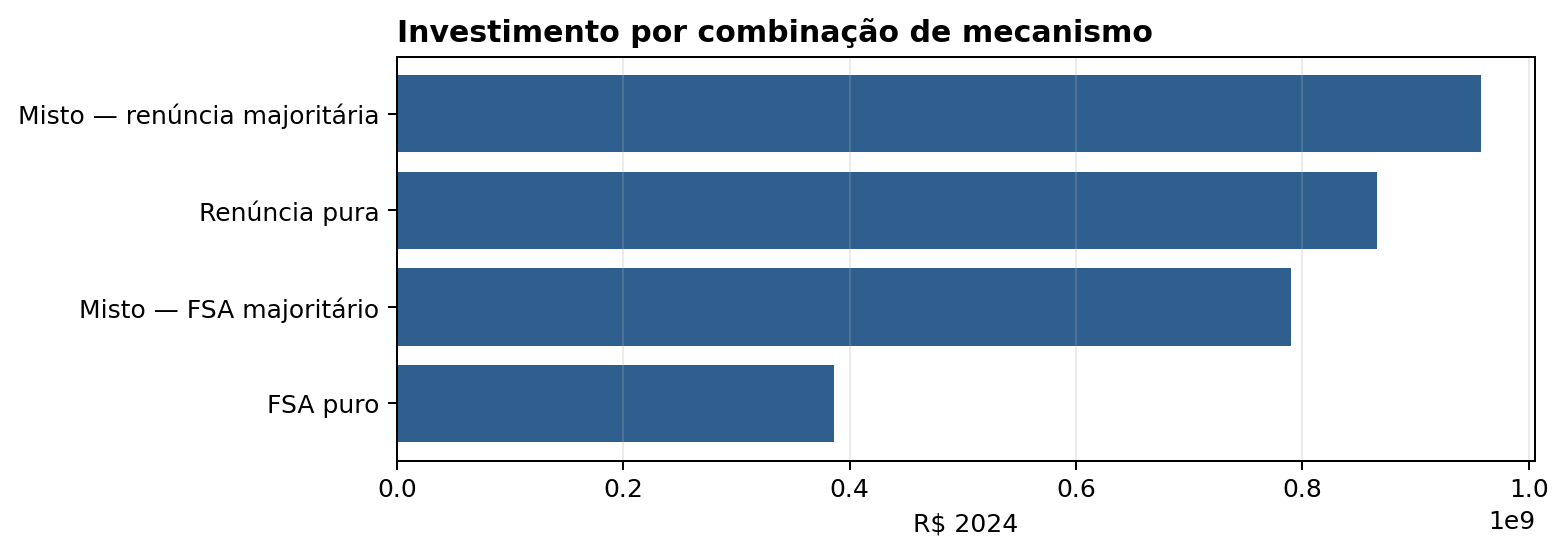 Investimento por combinação de mecanismo
Misto — renúncia majoritária
Renúncia pura
Misto — FSA majoritário
FSA puro
0.0 0.2 0.4 0.6 0.8 1.0
R$ 2024
1e9